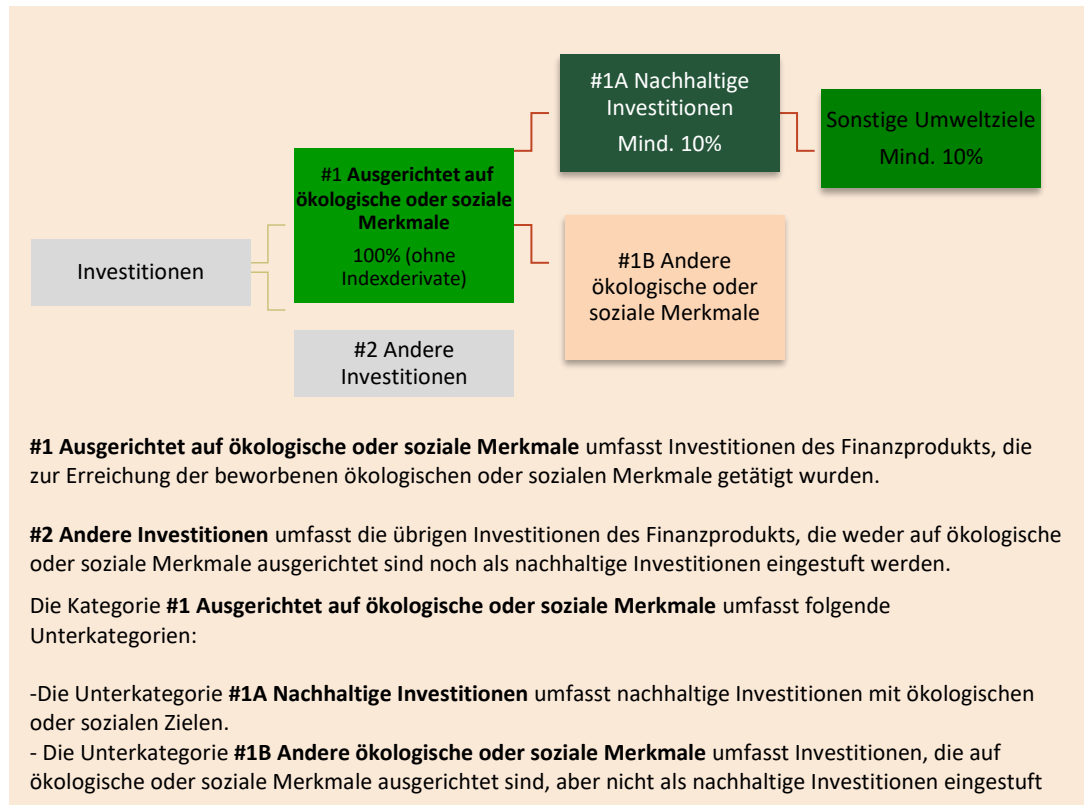 #1A Nachhaltige
Investitionen
Mind. 10%
Sonstige Umweltziele
Mind. 10%
#1 Ausgerichtet auf
ökologische oder soziale
Merkmale
100% (ohne
Indexderivate)
Investitionen
#1B Andere
ökologische oder
soziale Merkmale
#2 Andere
Investitionen
#1 Ausgerichtet auf ökologische oder soziale Merkmale umfasst Investitionen des Finanzprodukts, die
zur Erreichung der beworbenen ökologischen oder sozialen Merkmale getätigt wurden.
#2 Andere Investitionen umfasst die übrigen Investitionen des Finanzprodukts, die weder auf ökologische
oder soziale Merkmale ausgerichtet sind noch als nachhaltige Investitionen eingestuft werden.
Die Kategorie #1 Ausgerichtet auf ökologische oder soziale Merkmale umfasst folgende
Unterkategorien:
-Die Unterkategorie #1A Nachhaltige Investitionen umfasst nachhaltige Investitionen mit ökologischen
oder sozialen Zielen.
- Die Unterkategorie #1B Andere ökologische oder soziale Merkmale umfasst Investitionen, die auf
ökologische oder soziale Merkmale ausgerichtet sind, aber nicht als nachhaltige Investitionen eingestuft